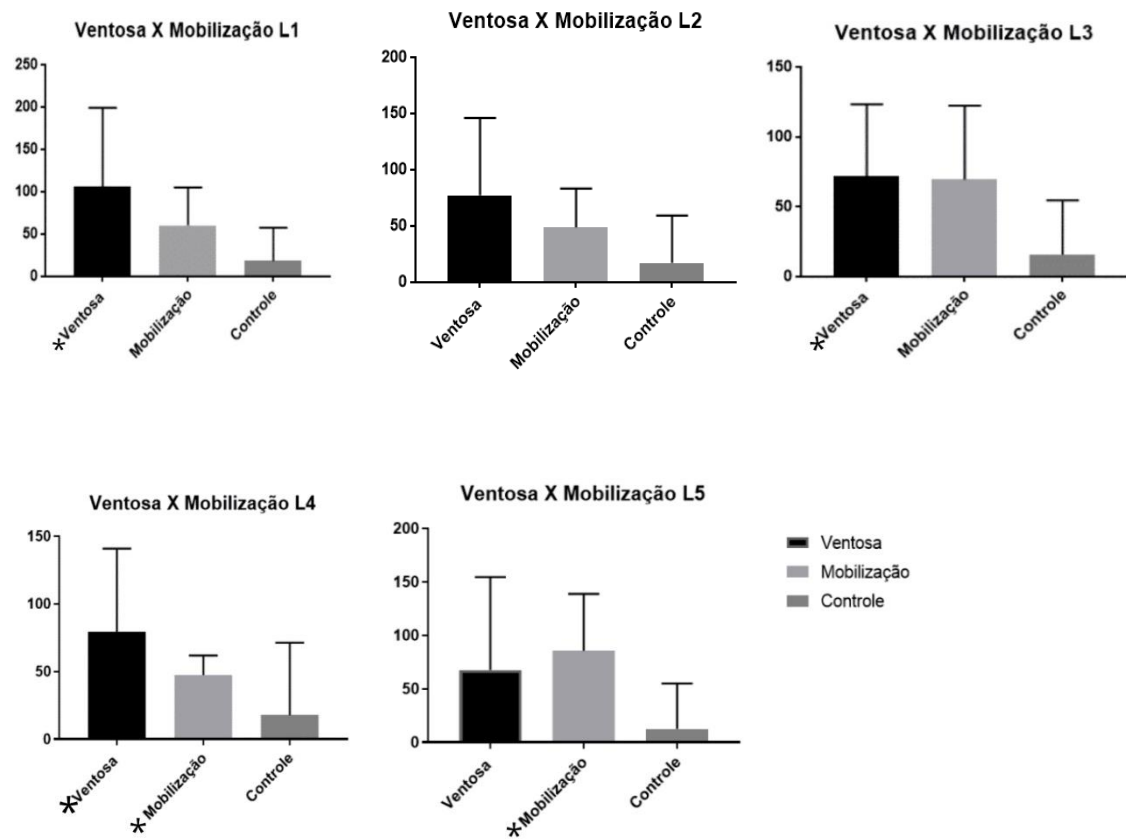 Ventosa X Mobilização L1
250
200
150
100
50
0
*Ventosa
Mobilização
Controle
Ventosa X Mobilização L2
200
150
100
50
0
Ventosa
Mobilização
Controle
Ventosa X Mobilização L3
150
100
50
0
*Ventosa
Mobilização
Controle
Ventosa X Mobilização L4
150
100
50
0
*Ventosa
*Mobilização
Controle
Ventosa X Mobilização L5
200
150
100
50
0
Ventosa
*Mobilização
Controle
Ventosa
Mobilização
Controle